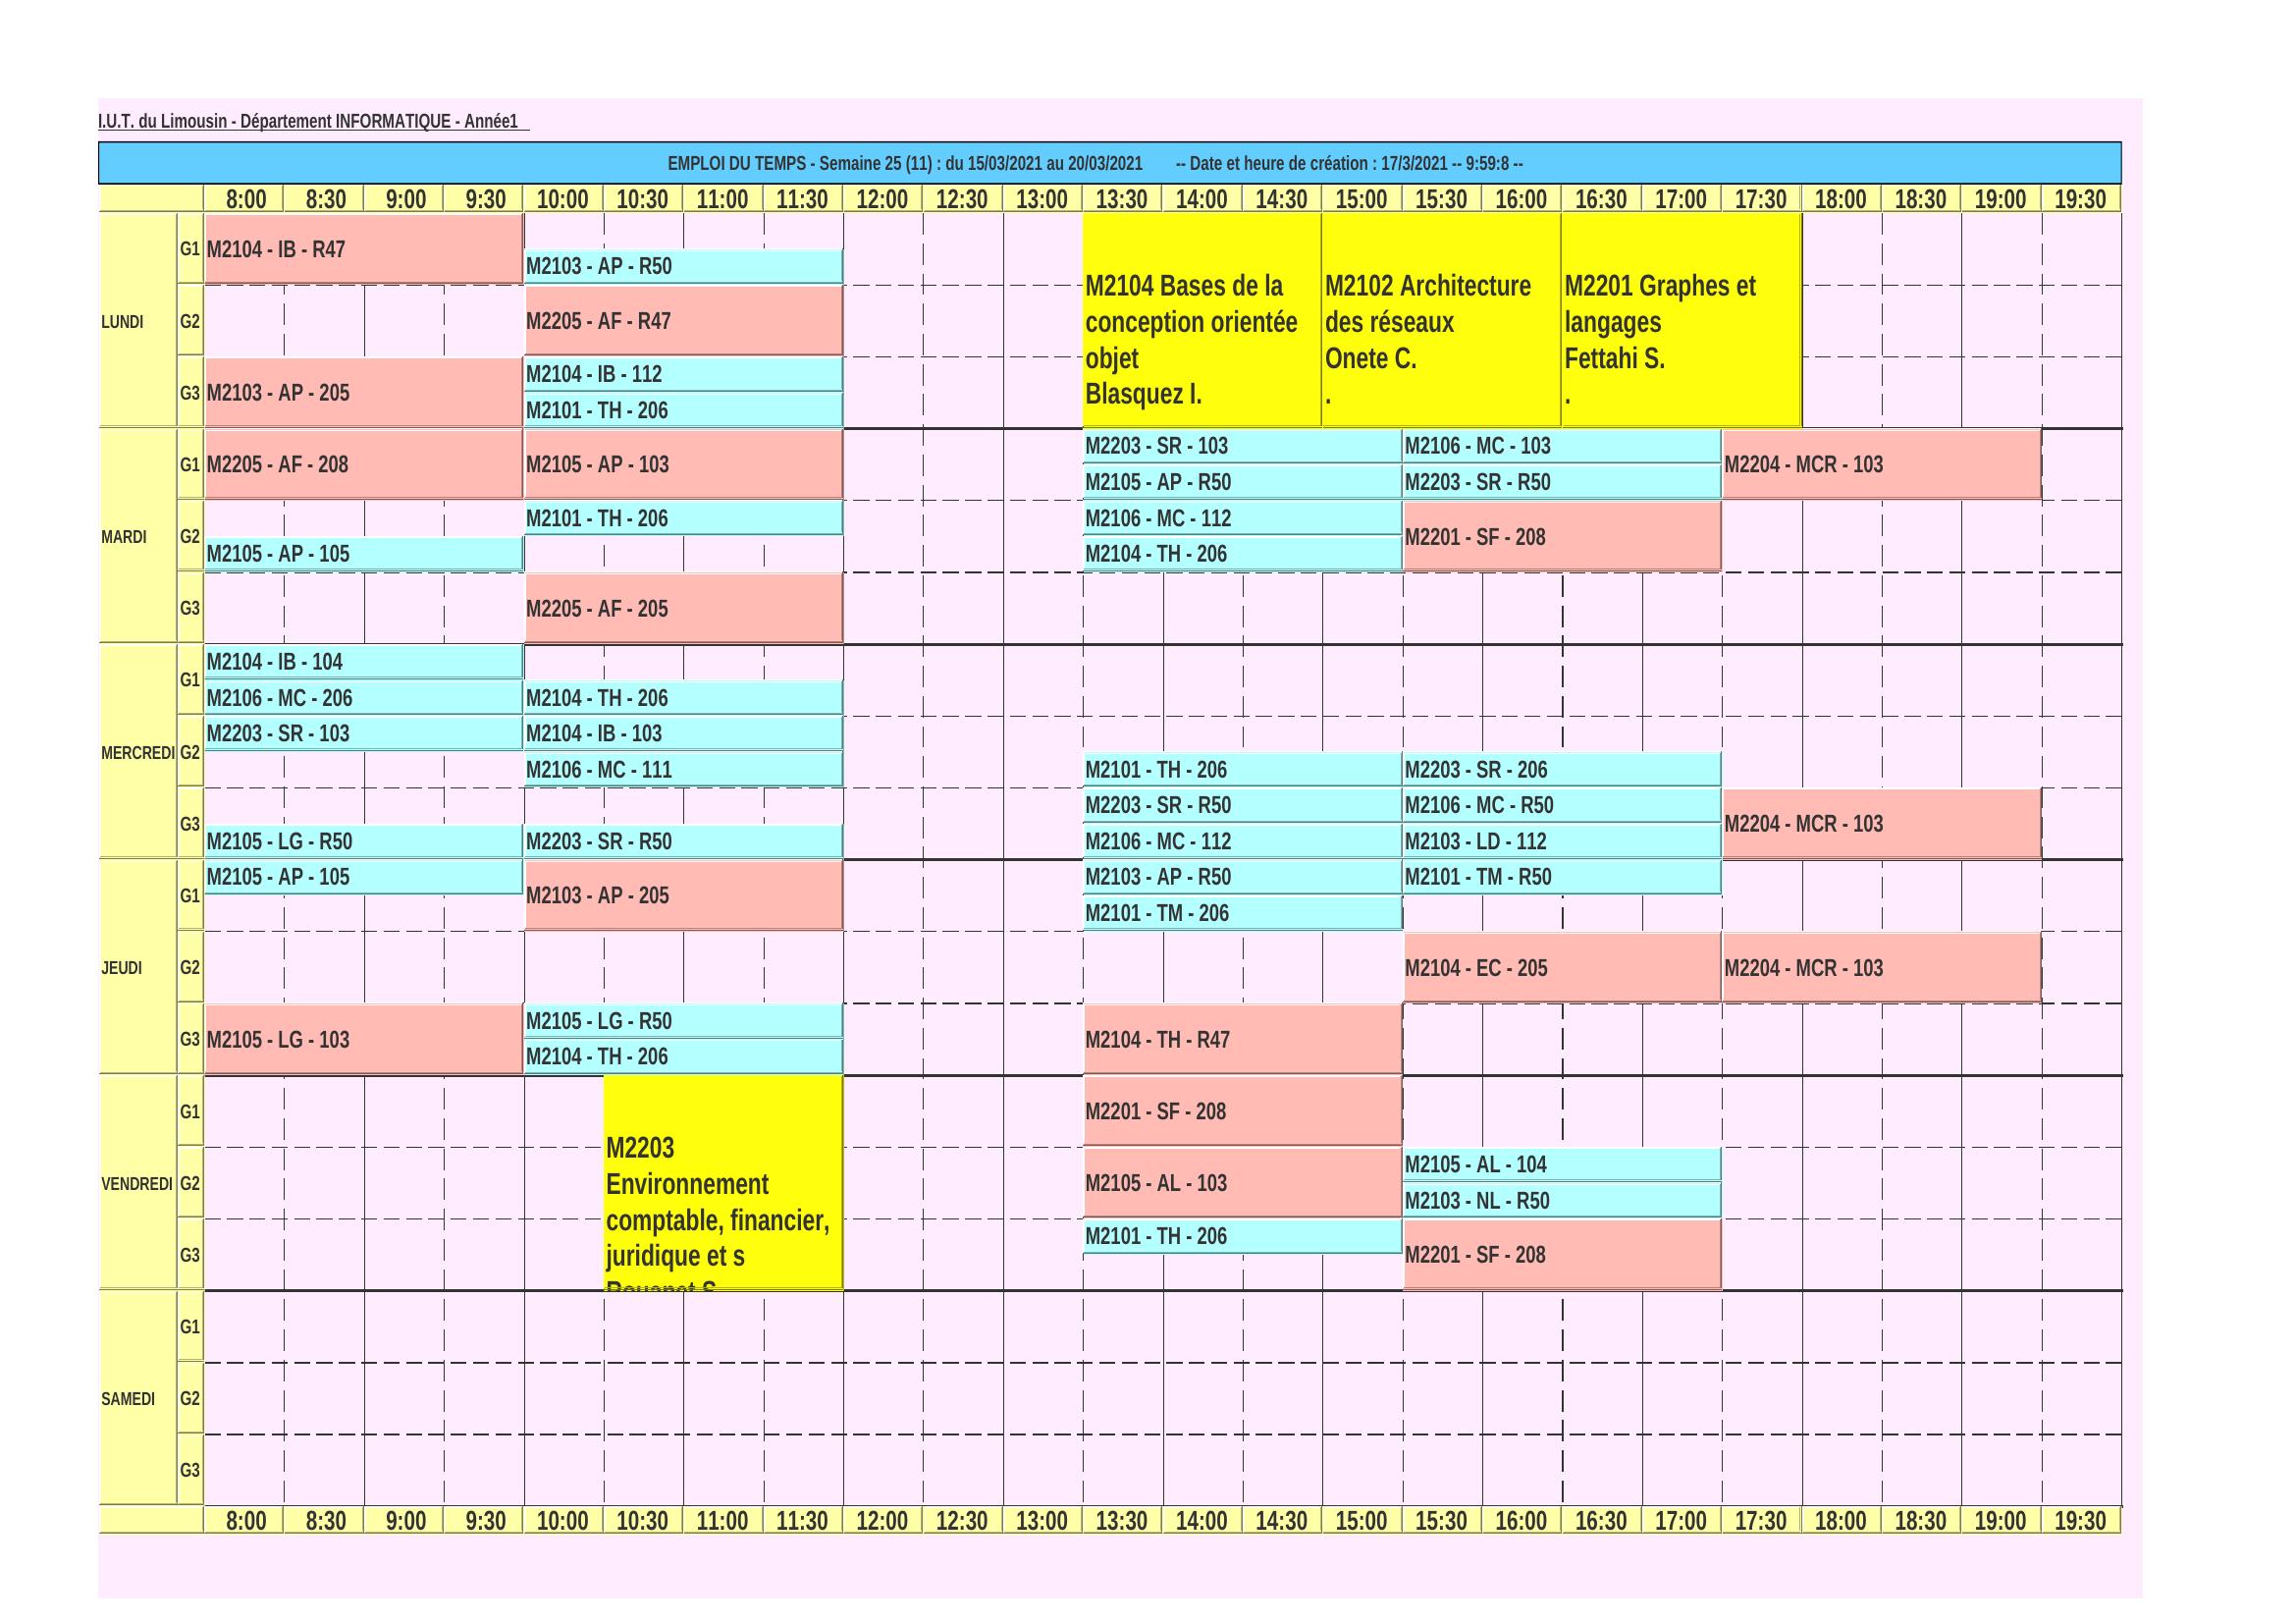 I.U.T. du Limousin - Département INFORMATIQUE - Année1
EMPLOI DU TEMPS - Semaine 25 (11) : du 15/03/2021 au 20/03/2021 -- Date et heure de création : 17/3/2021 -- 9:59:8 --
8:00 8:30 9:00 9:30 10:00 10:30 11:00 11:30 12:00 12:30 13:00 13:30 14:00 14:30 15:00 15:30 16:00 16:30 17:00 17:30 18:00 18:30 19:00 19:30
LUNDI
G1
M2104 - IB - R47
M2103 - AP - R50
G2
M2205 - AF - R47
G3
M2103 - AP - 205
M2104 - IB - 112
M2101 - TH - 206
M2104 Bases de la
conception orientée
objet
Blasquez I.
M2102 Architecture
des réseaux
Onete C.
.
M2201 Graphes et
langages
Fettahi S.
.
MARDI
G1
M2205 - AF - 208
M2105 - AP - 103
M2203 - SR - 103
M2106 - MC - 103
M2105 - AP - R50
M2203 - SR - R50
M2204 - MCR - 103
G2
M2101 - TH - 206
M2106 - MC - 112
M2105 - AP - 105
M2104 - TH - 206
M2201 - SF - 208
G3
M2205 - AF - 205
MERCREDI
G1
M2104 - IB - 104
M2106 - MC - 206
M2104 - TH - 206
G2
M2203 - SR - 103
M2104 - IB - 103
M2106 - MC - 111
M2101 - TH - 206
M2203 - SR - 206
G3
M2203 - SR - R50
M2106 - MC - R50
M2105 - LG - R50
M2203 - SR - R50
M2106 - MC - 112
M2103 - LD - 112
M2204 - MCR - 103
JEUDI
G1
M2105 - AP - 105
M2103 - AP - 205
M2103 - AP - R50
M2101 - TM - R50
M2101 - TM - 206
G2
M2104 - EC - 205
M2204 - MCR - 103
G3
M2105 - LG - 103
M2105 - LG - R50
M2104 - TH - 206
M2104 - TH - R47
VENDREDI
G1
M2203
Environnement
comptable, financier,
juridique et s
M2201 - SF - 208
G2
M2105 - AL - 103
M2105 - AL - 104
M2103 - NL - R50
G3
M2101 - TH - 206
M2201 - SF - 208
SAMEDI
G1
G2
G3
8:00 8:30 9:00 9:30 10:00 10:30 11:00 11:30 12:00 12:30 13:00 13:30 14:00 14:30 15:00 15:30 16:00 16:30 17:00 17:30 18:00 18:30 19:00 19:30